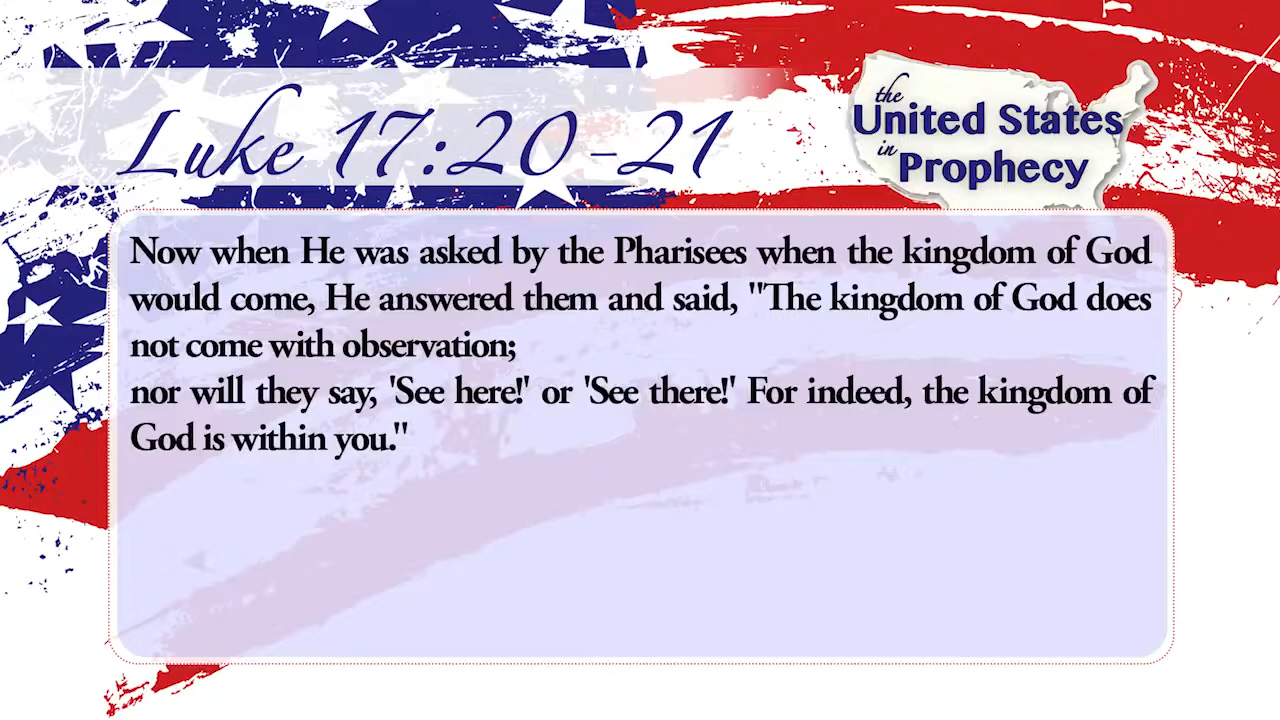 Luke 17:20-21
the
United States
in
Prophecy
Now when He was asked by the Pharisees when the kingdom of God
would come, He answered them and said, "The kingdom of God does
not come with observation;
nor will they say, 'See here!' or 'See there!' For indeed, the kingdom of
God is within you."